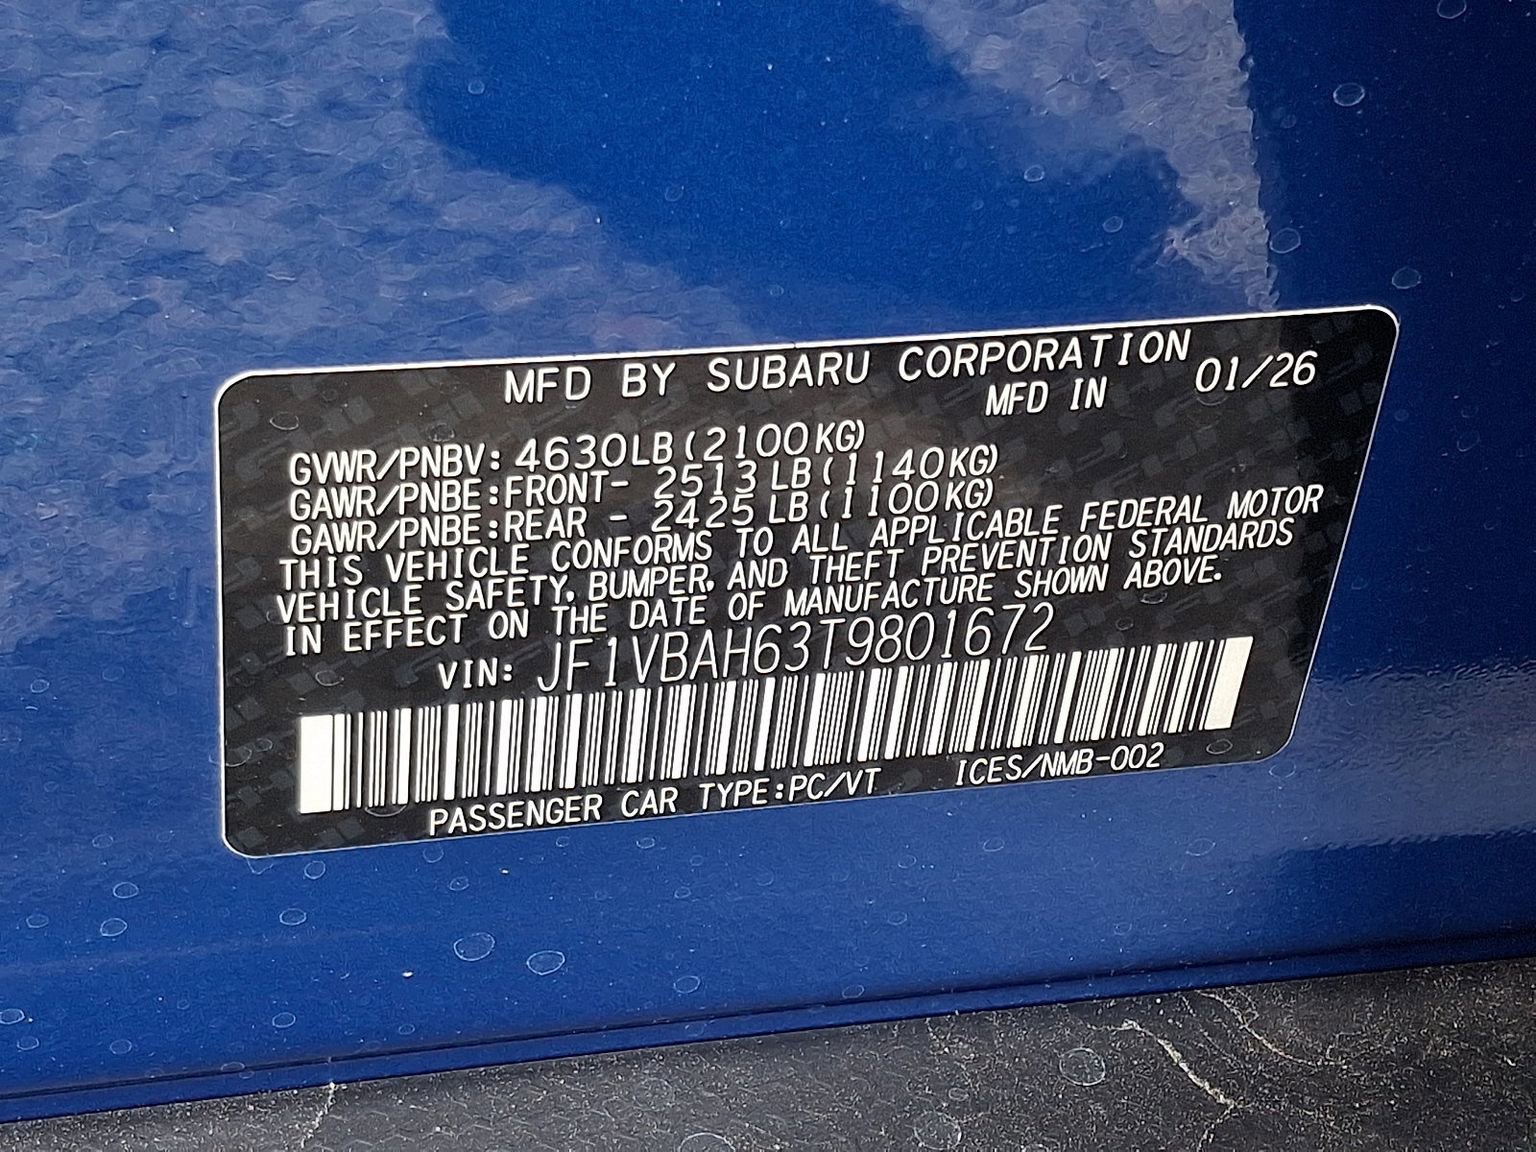 MFD BY SUBARU CORPORATION
MFD IN 01/26
GVWR/PNBV: 4630LB(2100KG)
GAWR/PNBE:FRONT- 2513LB(1140KG)
GAWR/PNBE:REAR - 2425LB(1100KG)
THIS VEHICLE CONFORMS TO ALL APPLICABLE FEDERAL MOTOR
VEHICLE SAFETY, BUMPER, AND THEFT PREVENTION STANDARDS
IN EFFECT ON THE DATE OF MANUFACTURE SHOWN ABOVE.
VIN: JF1VBAH63T9801672
PASSENGER CAR TYPE:PC/VT ICES/NMB-002